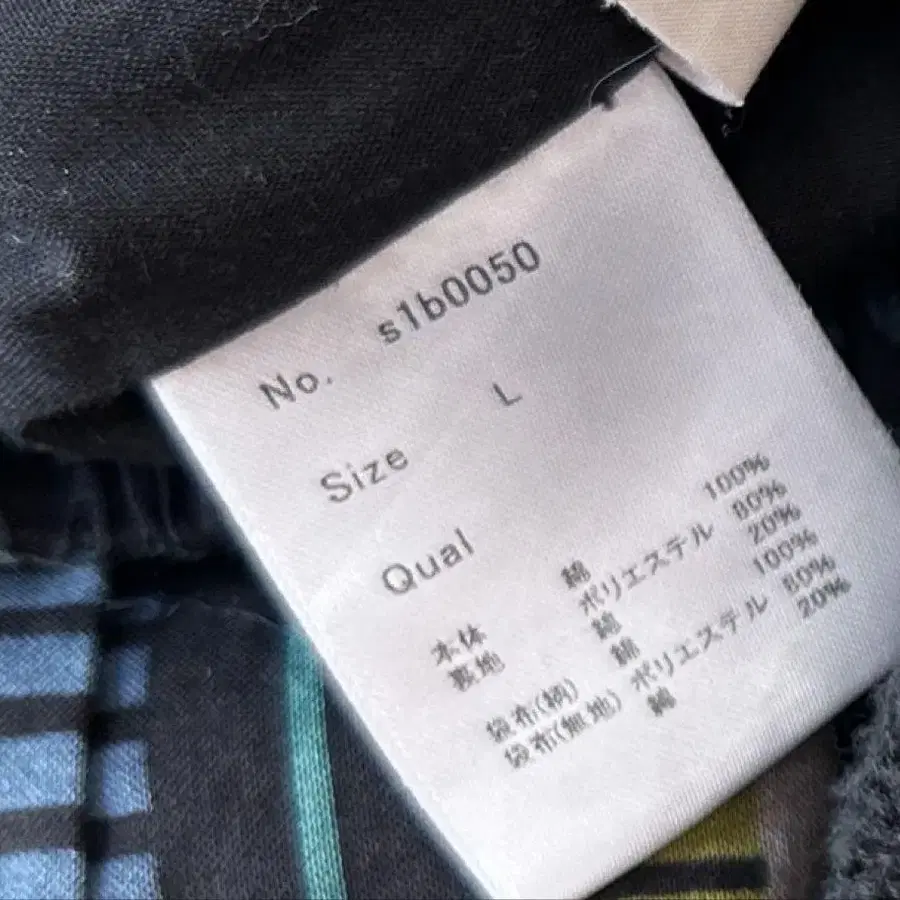 No. s1b0050
Size L
Qual
本体 綿 100%
裏地 ポリエステル 80%
綿 20%
袋布(柄) 綿 100%
袋布(無地) ポリエステル 80%
綿 20%